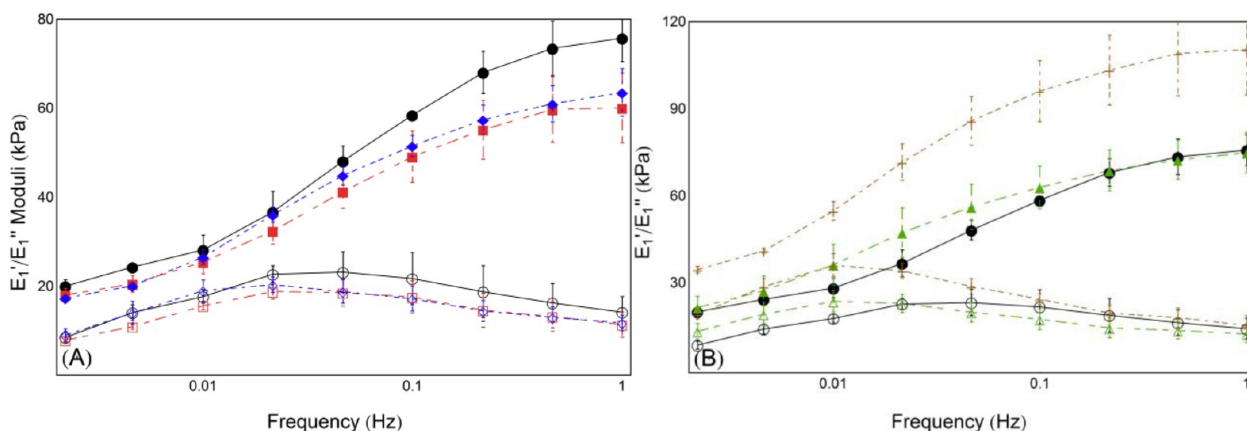 80
60
40
20
E₁'/E₁'' Moduli (kPa)
(A)
0.01
0.1
1
Frequency (Hz)
120
90
60
30
E₁'/E₁'' (kPa)
(B)
0.01
0.1
1
Frequency (Hz)